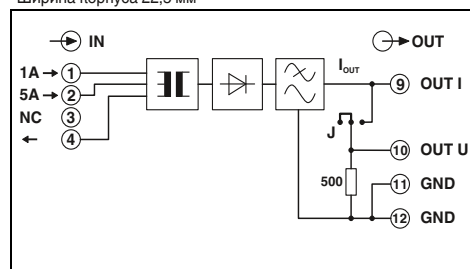 Ширина корпуса 22,5 мм
IN
OUT
1A → 1
5A → 2
NC 3
← 4
I OUT
9 OUT I
J
10 OUT U
500
11 GND
12 GND